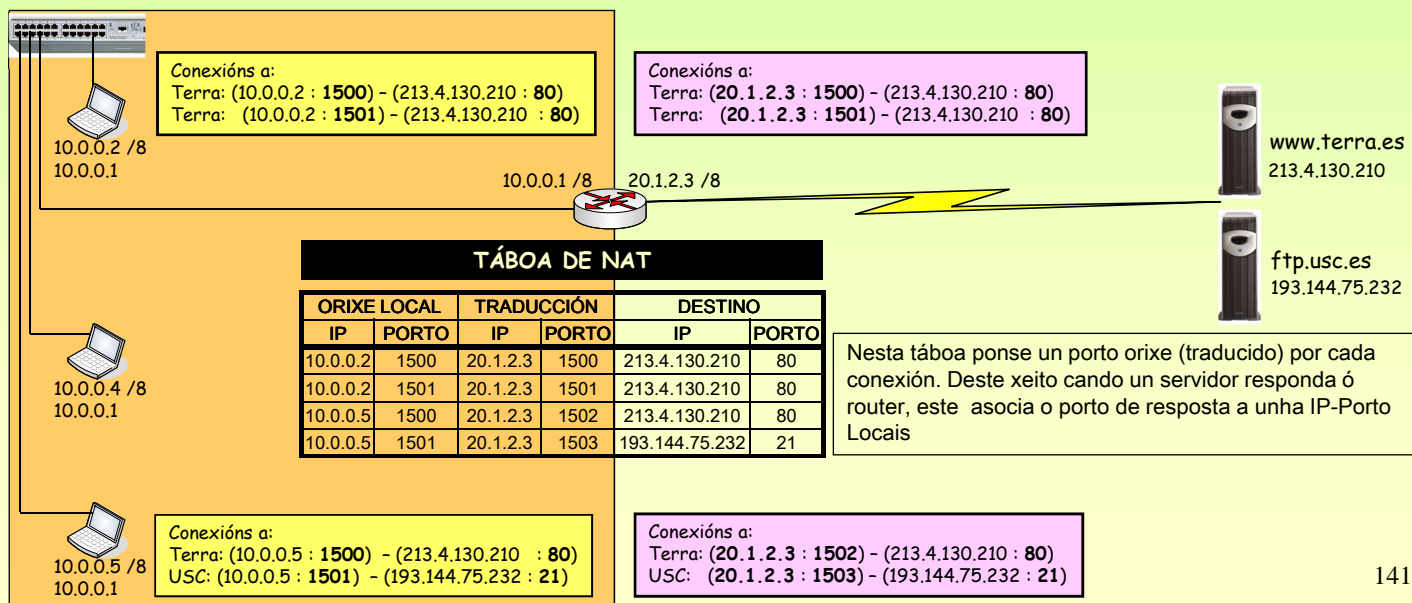 Conexións a:
Terra: (10.0.0.2 : 1500) – (213.4.130.210 : 80)
Terra: (10.0.0.2 : 1501) – (213.4.130.210 : 80)
Conexións a:
Terra: (20.1.2.3 : 1500) – (213.4.130.210 : 80)
Terra: (20.1.2.3 : 1501) – (213.4.130.210 : 80)
10.0.0.2 /8
10.0.0.1
10.0.0.1 /8
20.1.2.3 /8
www.terra.es
213.4.130.210
TÁBOA DE NAT
ORIXE LOCAL TRADUCCIÓN DESTINO
IP PORTO IP PORTO IP PORTO
10.0.0.2 1500 20.1.2.3 1500 213.4.130.210 80
10.0.0.2 1501 20.1.2.3 1501 213.4.130.210 80
10.0.0.5 1500 20.1.2.3 1502 213.4.130.210 80
10.0.0.5 1501 20.1.2.3 1503 193.144.75.232 21
ftp.usc.es
193.144.75.232
Nesta táboa ponse un porto orixe (traducido) por cada
conexión. Deste xeito cando un servidor responda ó
router, este asocia o porto de resposta a unha IP-Porto
Locais
10.0.0.4 /8
10.0.0.1
10.0.0.5 /8
10.0.0.1
Conexións a:
Terra: (10.0.0.5 : 1500) – (213.4.130.210 : 80)
USC: (10.0.0.5 : 1501) – (193.144.75.232 : 21)
Conexións a:
Terra: (20.1.2.3 : 1502) – (213.4.130.210 : 80)
USC: (20.1.2.3 : 1503) – (193.144.75.232 : 21)
141